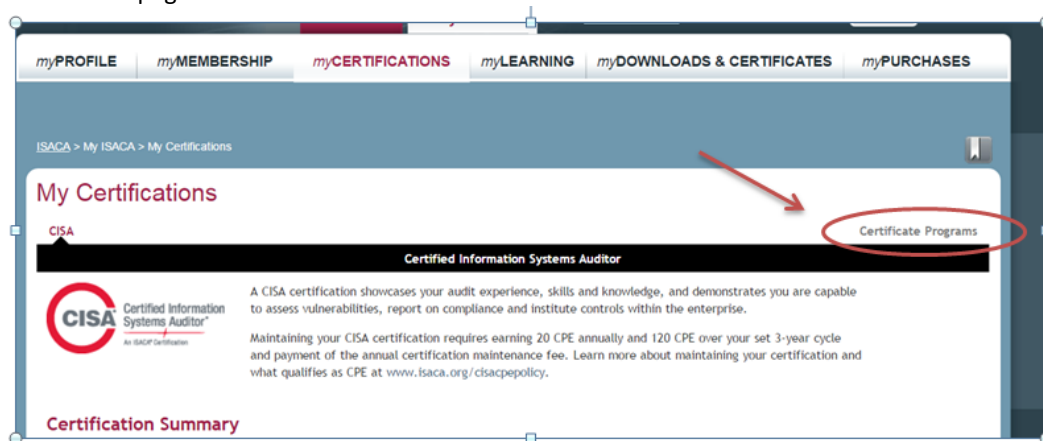 myPROFILE myMEMBERSHIP myCERTIFICATIONS myLEARNING myDOWNLOADS & CERTIFICATES myPURCHASES
ISACA > My ISACA > My Certifications
My Certifications
CISA Certificate Programs
Certified Information Systems Auditor
CISA Certified Information Systems Auditor®
An ISACA® Certification
A CISA certification showcases your audit experience, skills and knowledge, and demonstrates you are capable
to assess vulnerabilities, report on compliance and institute controls within the enterprise.
Maintaining your CISA certification requires earning 20 CPE annually and 120 CPE over your set 3-year cycle
and payment of the annual certification maintenance fee. Learn more about maintaining your certification and
what qualifies as CPE at www.isaca.org/cisacpepolicy.
Certification Summary